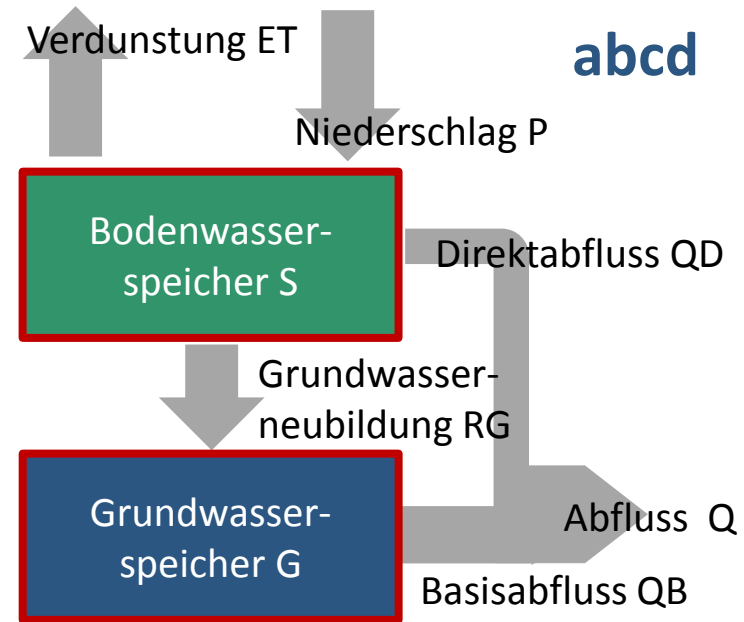 Verdunstung ET
abcd
Niederschlag P
Bodenwasser-
speicher S
Direktabfluss QD
Grundwasser-
neubildung RG
Grundwasser-
speicher G
Abfluss Q
Basisabfluss QB